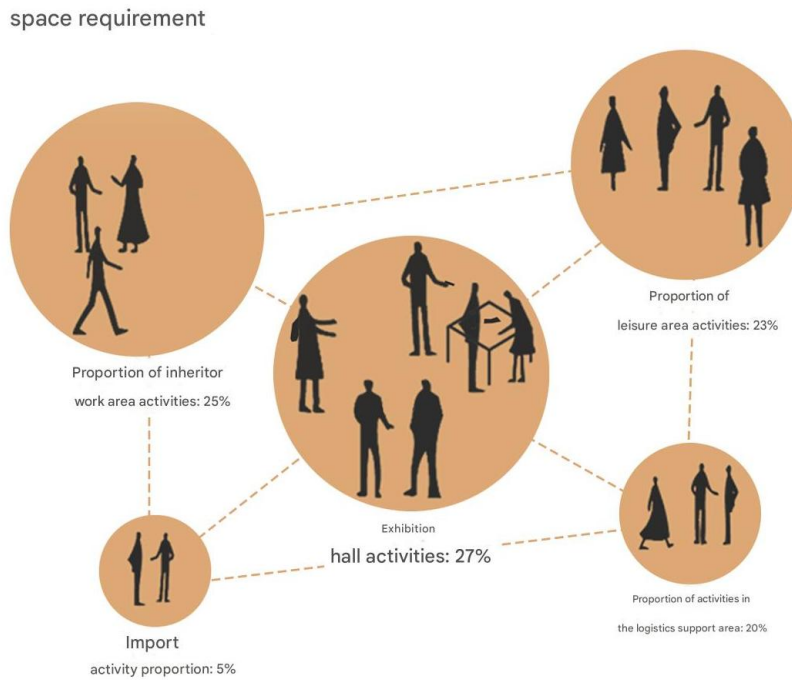 space requirement
Proportion of
leisure area activities: 23%
Proportion of inheritor
work area activities: 25%
Exhibition
hall activities: 27%
Proportion of activities in
the logistics support area: 20%
Import
activity proportion: 5%